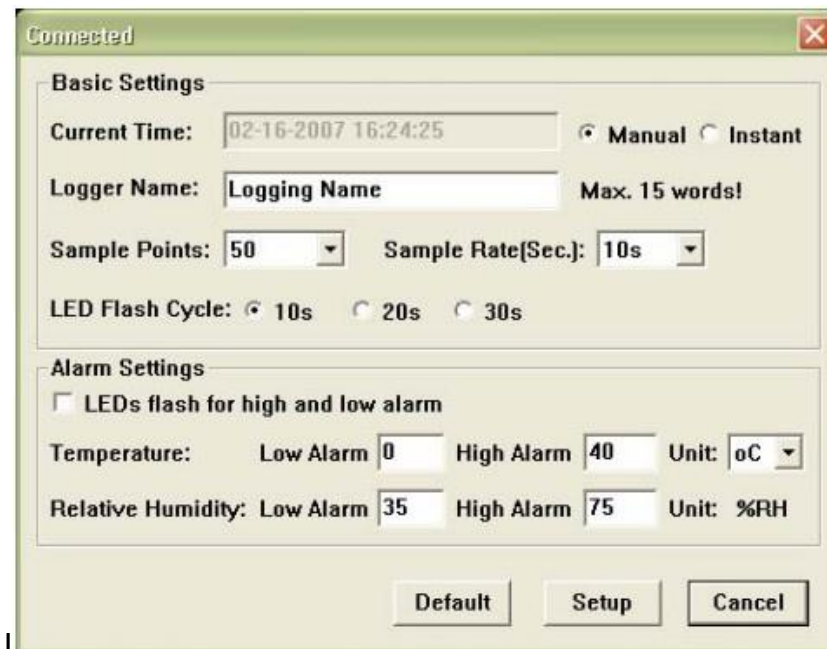 Connected
Basic Settings
Current Time: 02-16-2007 16:24:25 Manual Instant
Logger Name: Logging Name Max. 15 words!
Sample Points: 50 Sample Rate(Sec.): 10s
LED Flash Cycle: 10s 20s 30s
Alarm Settings
LEDs flash for high and low alarm
Temperature: Low Alarm 0 High Alarm 40 Unit: oC
Relative Humidity: Low Alarm 35 High Alarm 75 Unit: %RH
Default Setup Cancel